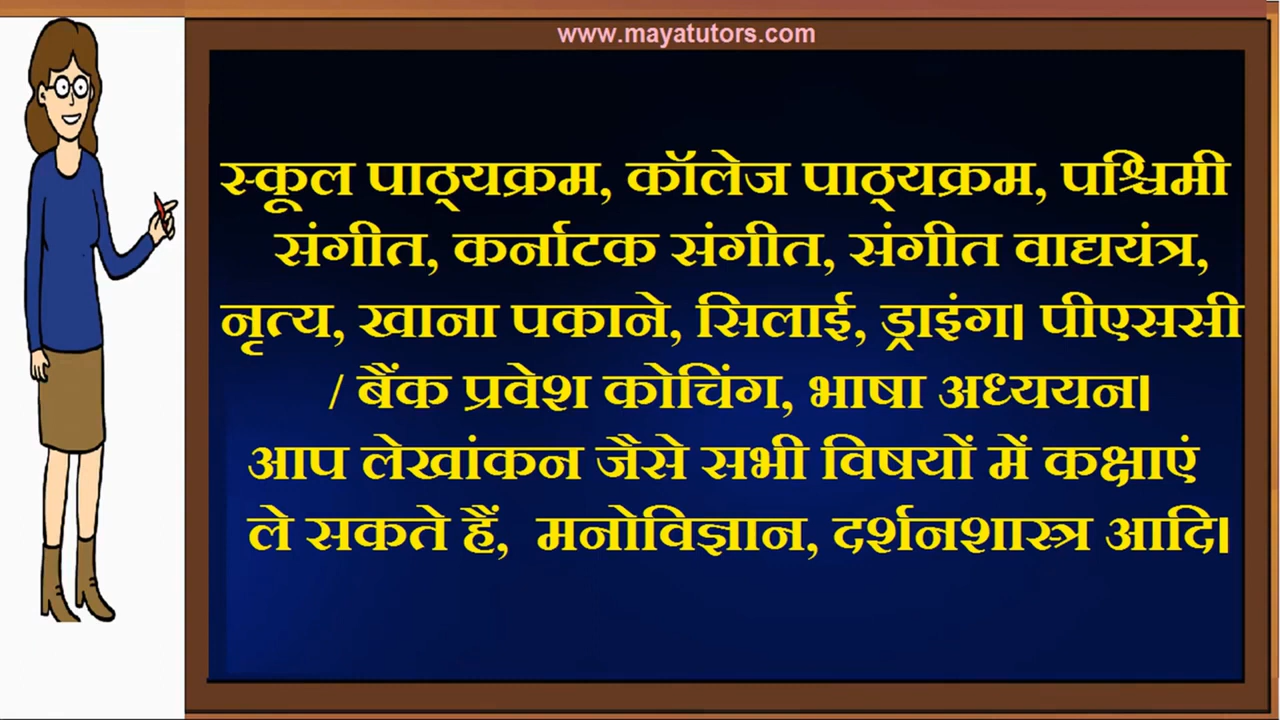 www.mayatutors.com
स्कूल पाठ्यक्रम, कॉलेज पाठ्यक्रम, पश्चिमी
संगीत, कर्नाटक संगीत, संगीत वाद्ययंत्र,
नृत्य, खाना पकाने, सिलाई, ड्राइंग। पीएससी
/ बैंक प्रवेश कोचिंग, भाषा अध्ययन।
आप लेखांकन जैसे सभी विषयों में कक्षाएं
ले सकते हैं, मनोविज्ञान, दर्शनशास्त्र आदि।